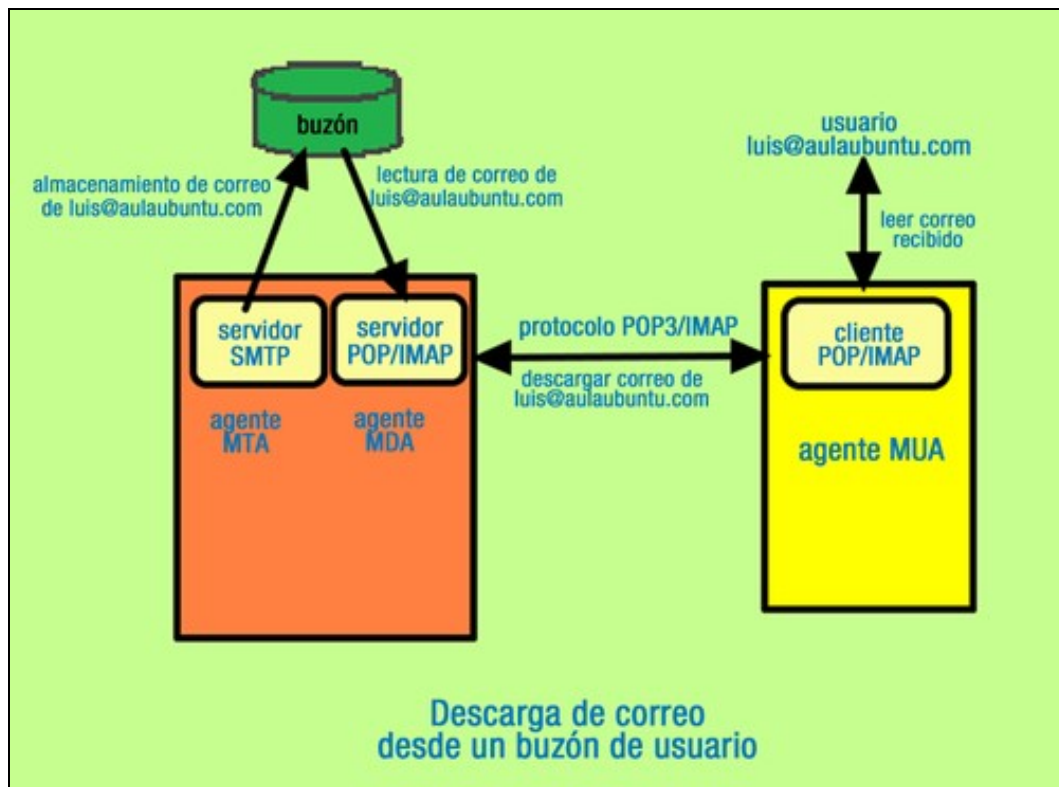 buzón
almacenamiento de correo
de luis@aulaubuntu.com
lectura de correo de
luis@aulaubuntu.com
usuario
luis@aulaubuntu.com
leer correo
recibido
servidor
SMTP
servidor
POP/IMAP
agente
MTA
agente
MDA
protocolo POP3/IMAP
descargar correo de
luis@aulaubuntu.com
cliente
POP/IMAP
agente MUA
Descarga de correo
desde un buzón de usuario